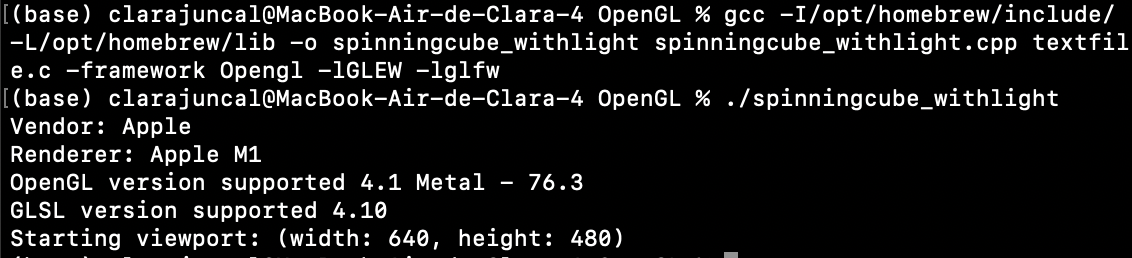 [(base) clarajuncal@MacBook-Air-de-Clara-4 OpenGL % gcc -I/opt/homebrew/include/
-L/opt/homebrew/lib -o spinningcube_withlight spinningcube_withlight.cpp textfil
e.c -framework Opengl -lGLEW -lglfw
[(base) clarajuncal@MacBook-Air-de-Clara-4 OpenGL % ./spinningcube_withlight
Vendor: Apple
Renderer: Apple M1
OpenGL version supported 4.1 Metal - 76.3
GLSL version supported 4.10
Starting viewport: (width: 640, height: 480)